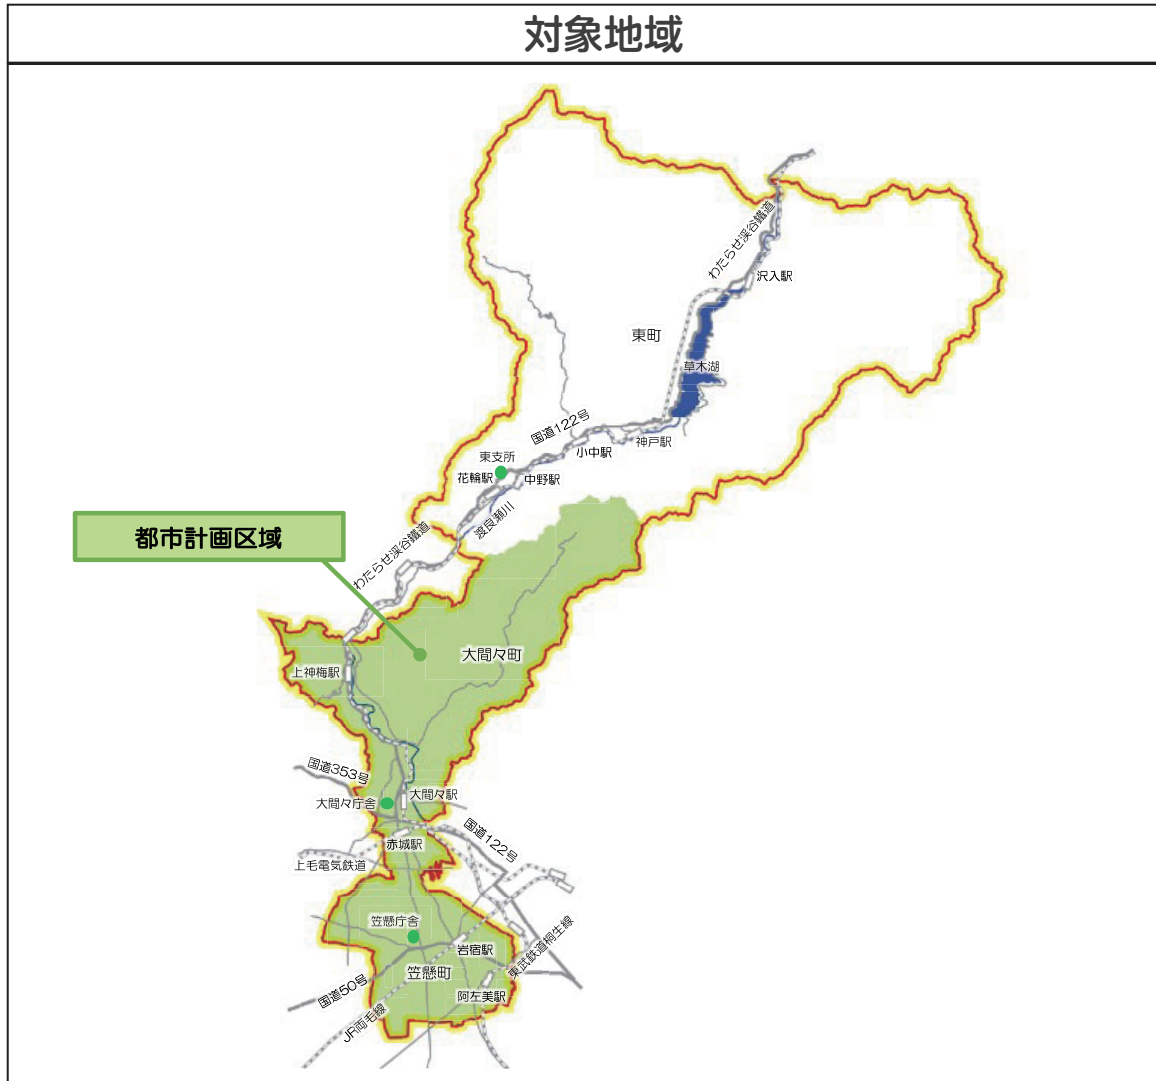 対象地域
わたらせ渓谷鐵道
沢入駅
東町
草木湖
国道122号
神戸駅
小中駅
東支所
花輪駅
中野駅
渡良瀬川
都市計画区域
わたらせ渓谷鐵道
大間々町
上神梅駅
国道353号
大間々庁舎
大間々駅
国道122号
赤城駅
上毛電気鉄道
笠懸庁舎
岩宿駅
東武鉄道桐生線
笠懸町
国道50号
阿左美駅
JR両毛線